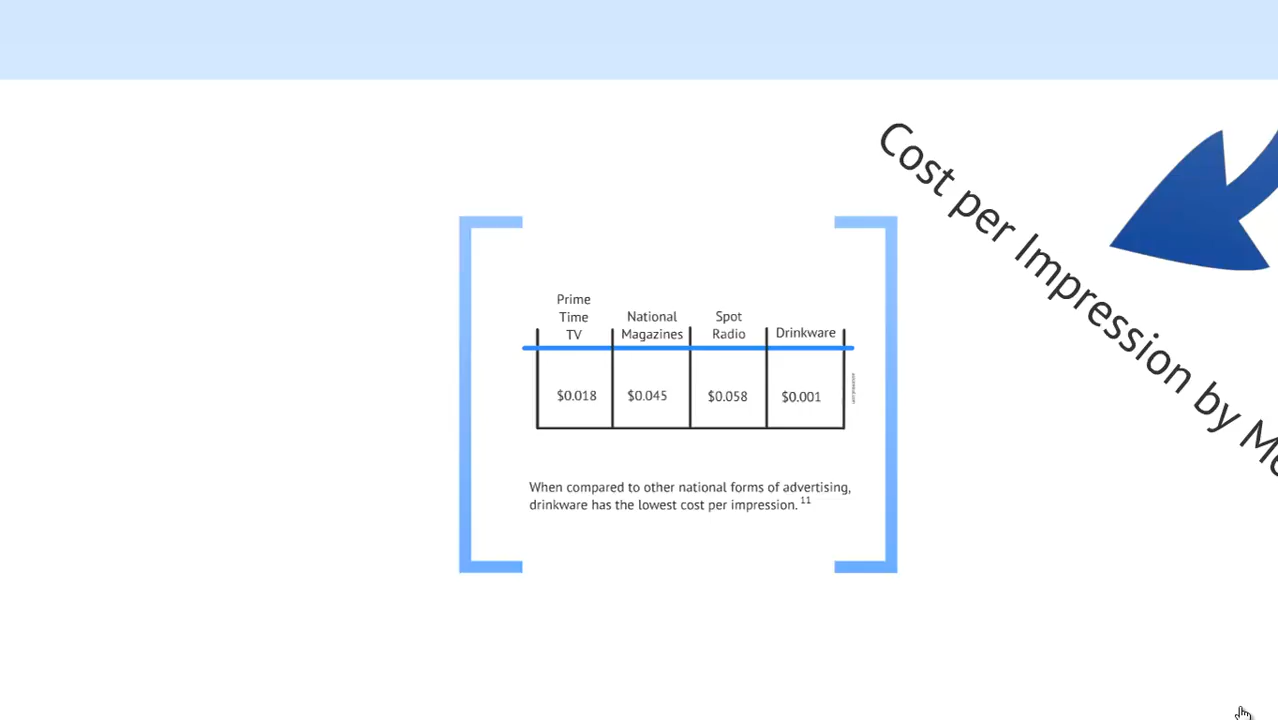 Cost per Impression by
Prime
Time
TV
National
Magazines
Spot
Radio
Drinkware
$0.018
$0.045
$0.058
$0.001
When compared to other national forms of advertising,
drinkware has the lowest cost per impression. 11